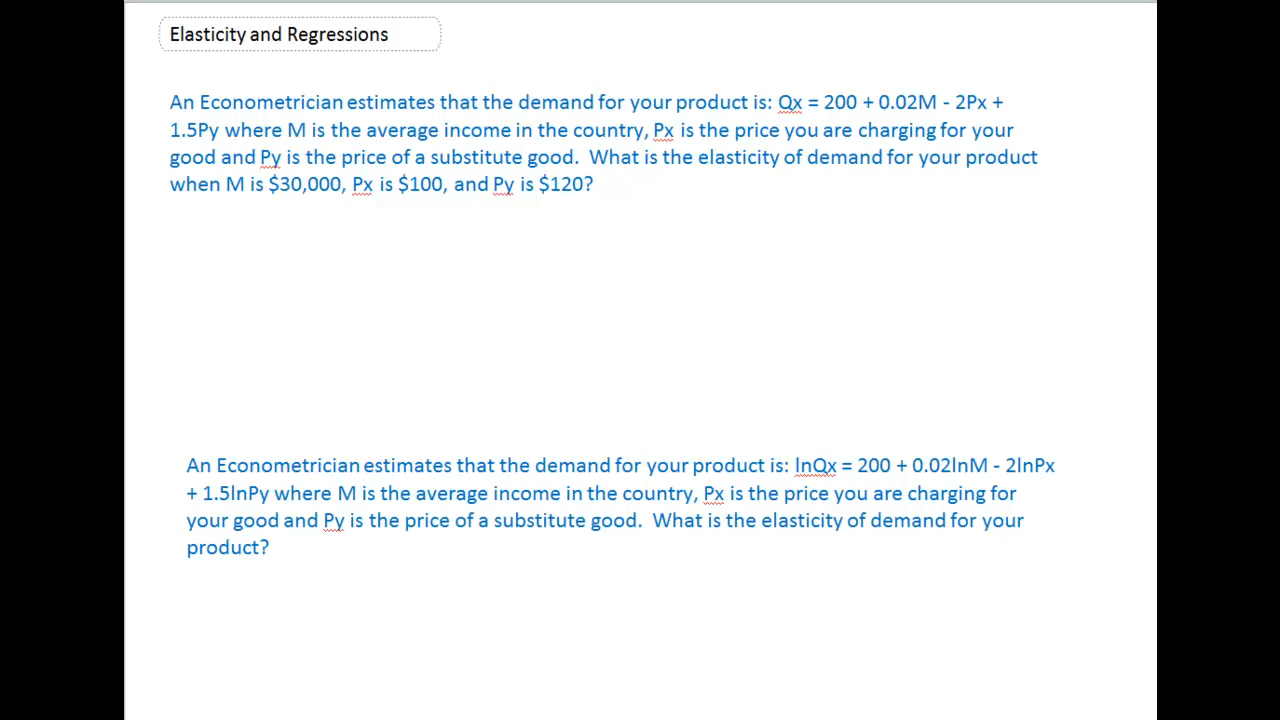 Elasticity and Regressions
An Econometrician estimates that the demand for your product is: Qx = 200 + 0.02M - 2Px +
1.5Py where M is the average income in the country, Px is the price you are charging for your
good and Py is the price of a substitute good.  What is the elasticity of demand for your product
when M is $30,000, Px is $100, and Py is $120?
An Econometrician estimates that the demand for your product is: lnQx = 200 + 0.02lnM - 2lnPx
+ 1.5lnPy where M is the average income in the country, Px is the price you are charging for
your good and Py is the price of a substitute good.  What is the elasticity of demand for your
product?